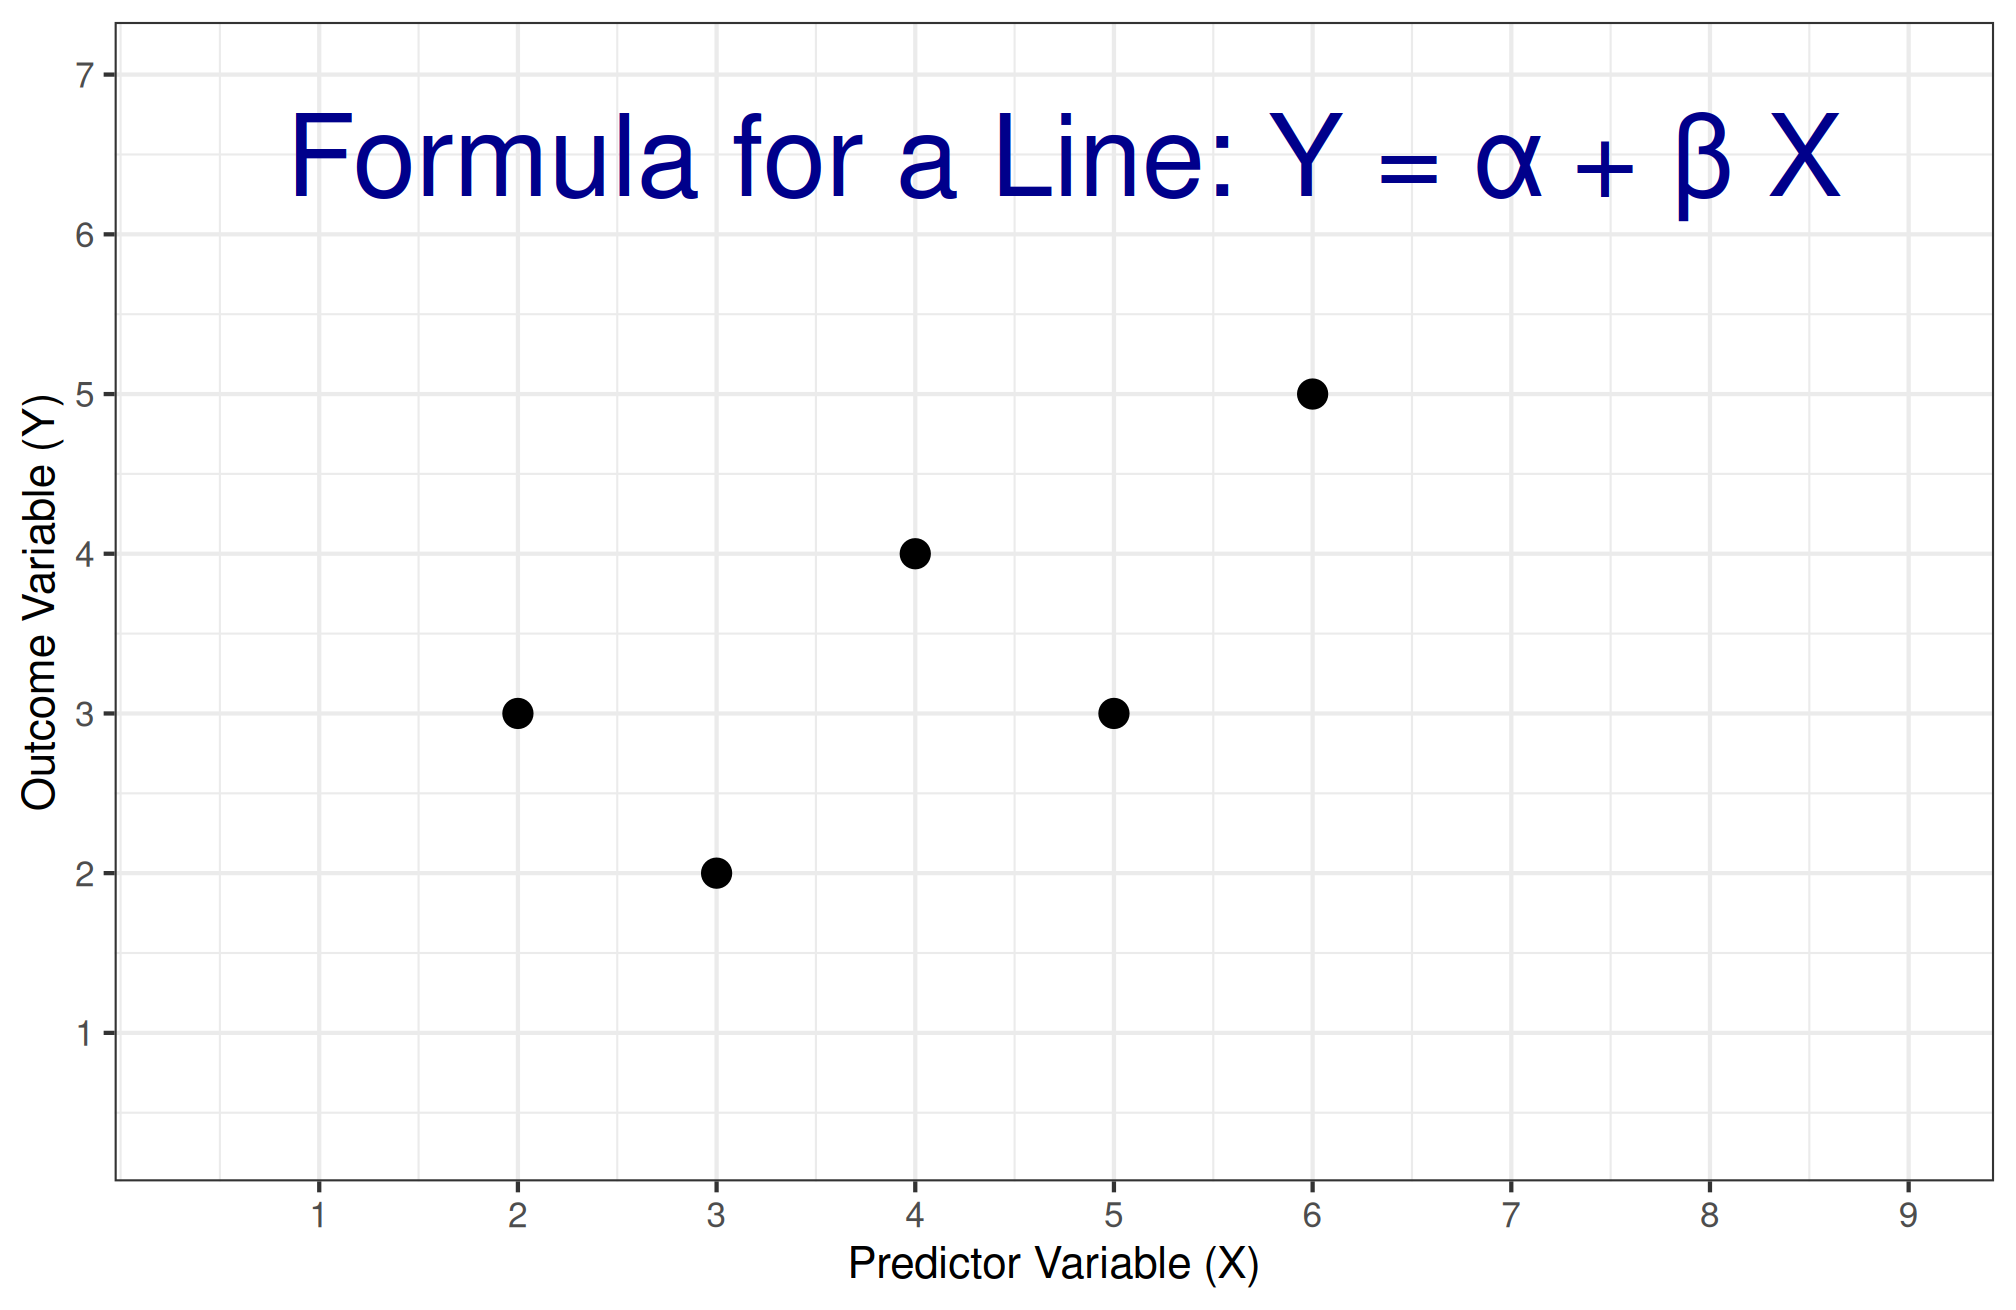 Formula for a Line: Y = α + β X
Outcome Variable (Y)
7
6
5
4
3
2
1
1 2 3 4 5 6 7 8 9
Predictor Variable (X)